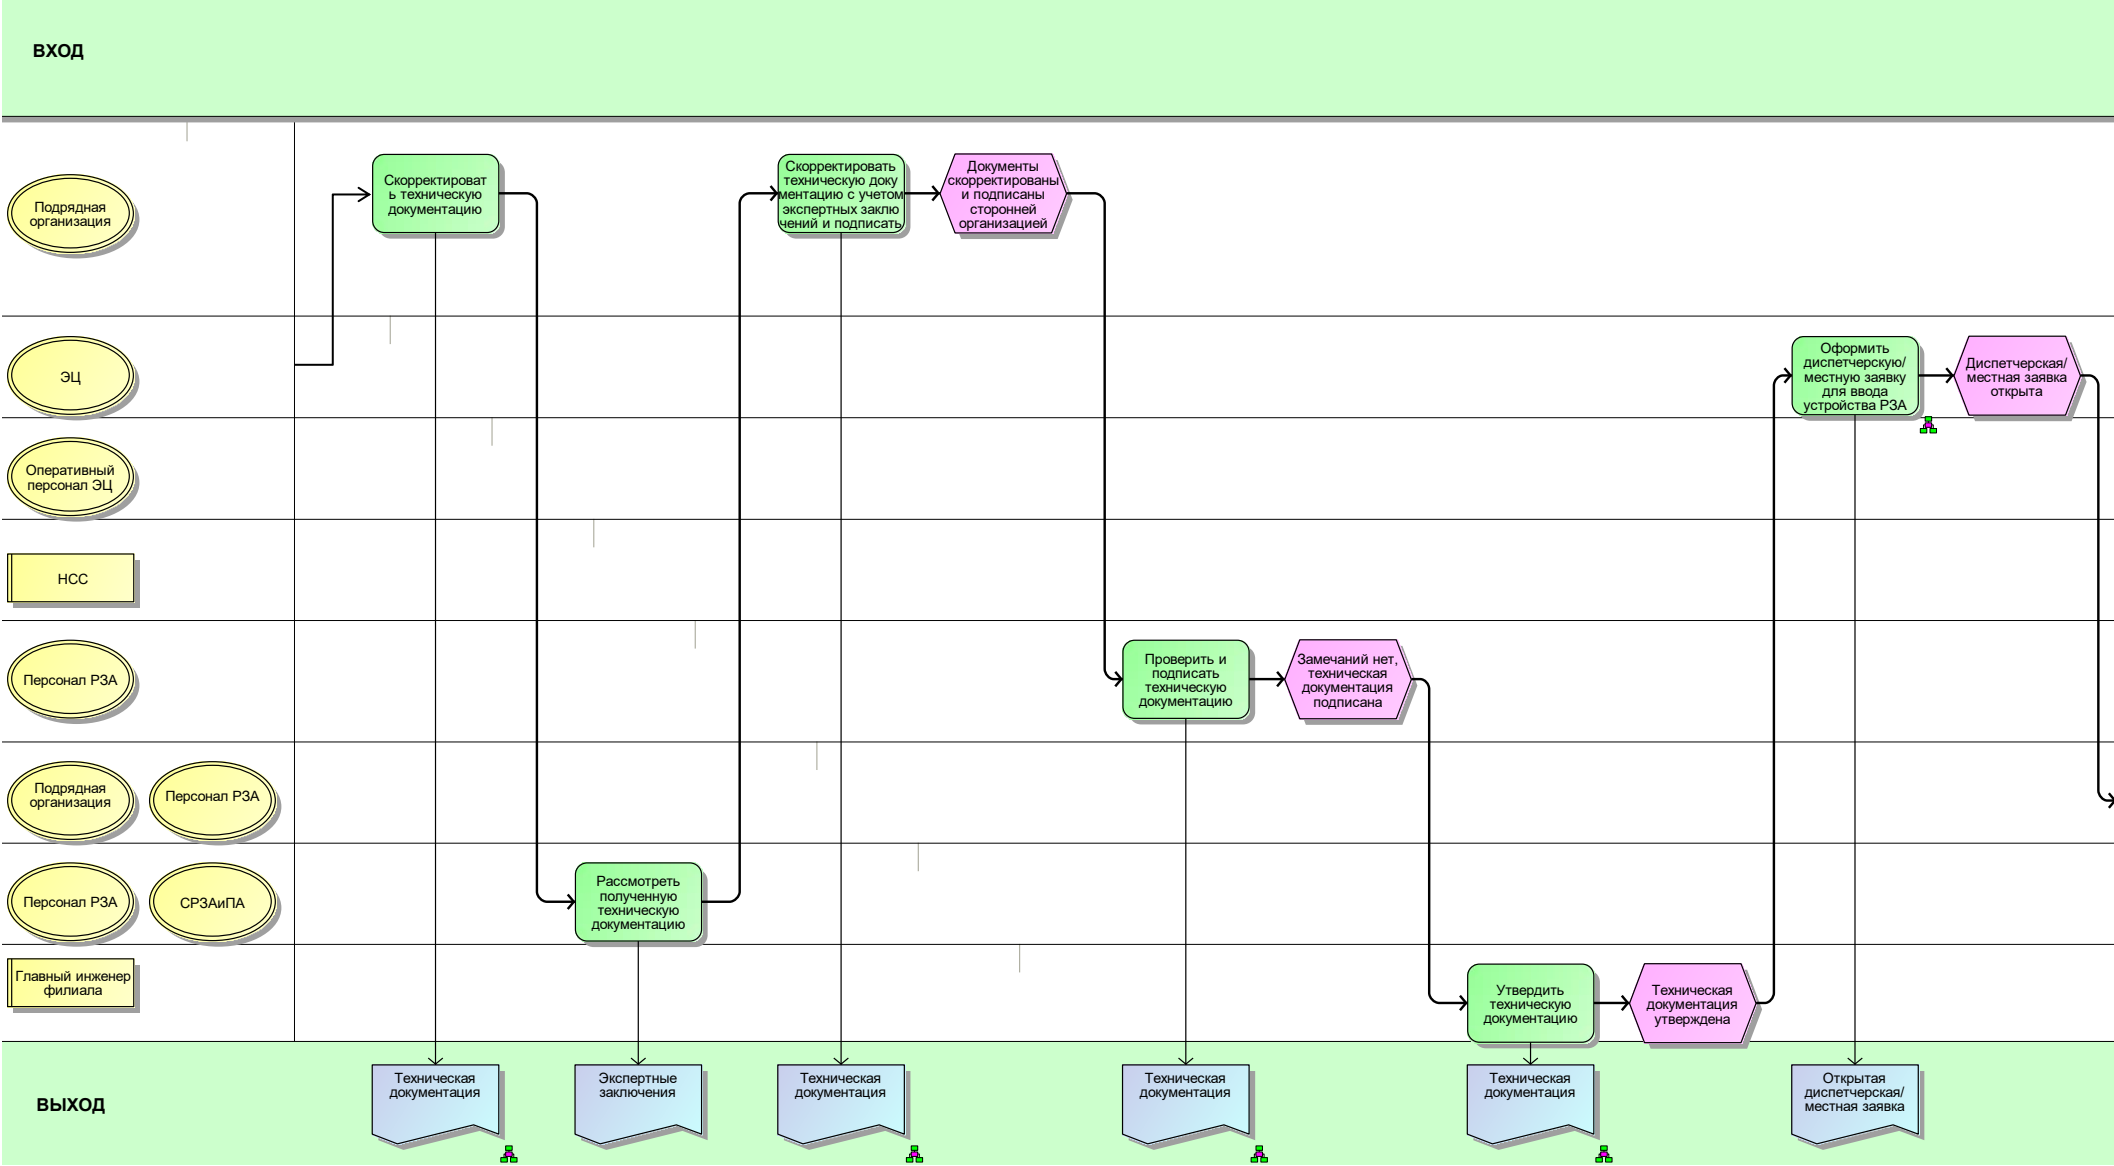 ВХОД
Подрядная
организация
Скорректироват
ь техническую
документацию
Скорректировать
техническую доку
ментацию с учетом
экспертных заклю
чений и подписать
Документы
скорректированы
и подписаны
сторонней
организацией
ЭЦ
Оформить
диспетчерскую/
местную заявку
для ввода
устройства РЗА
Диспетчерская/
местная заявка
открыта
Оперативный
персонал ЭЦ
НСС
Персонал РЗА
Проверить и
подписать
техническую
документацию
Замечаний нет,
техническая
документация
подписана
Подрядная
организация
Персонал РЗА
Персонал РЗА
СРЗАиПА
Рассмотреть
полученную
техническую
документацию
Главный инженер
филиала
Утвердить
техническую
документацию
Техническая
документация
утверждена
ВЫХОД
Техническая
документация
Экспертные
заключения
Техническая
документация
Техническая
документация
Техническая
документация
Открытая
диспетчерская/
местная заявка